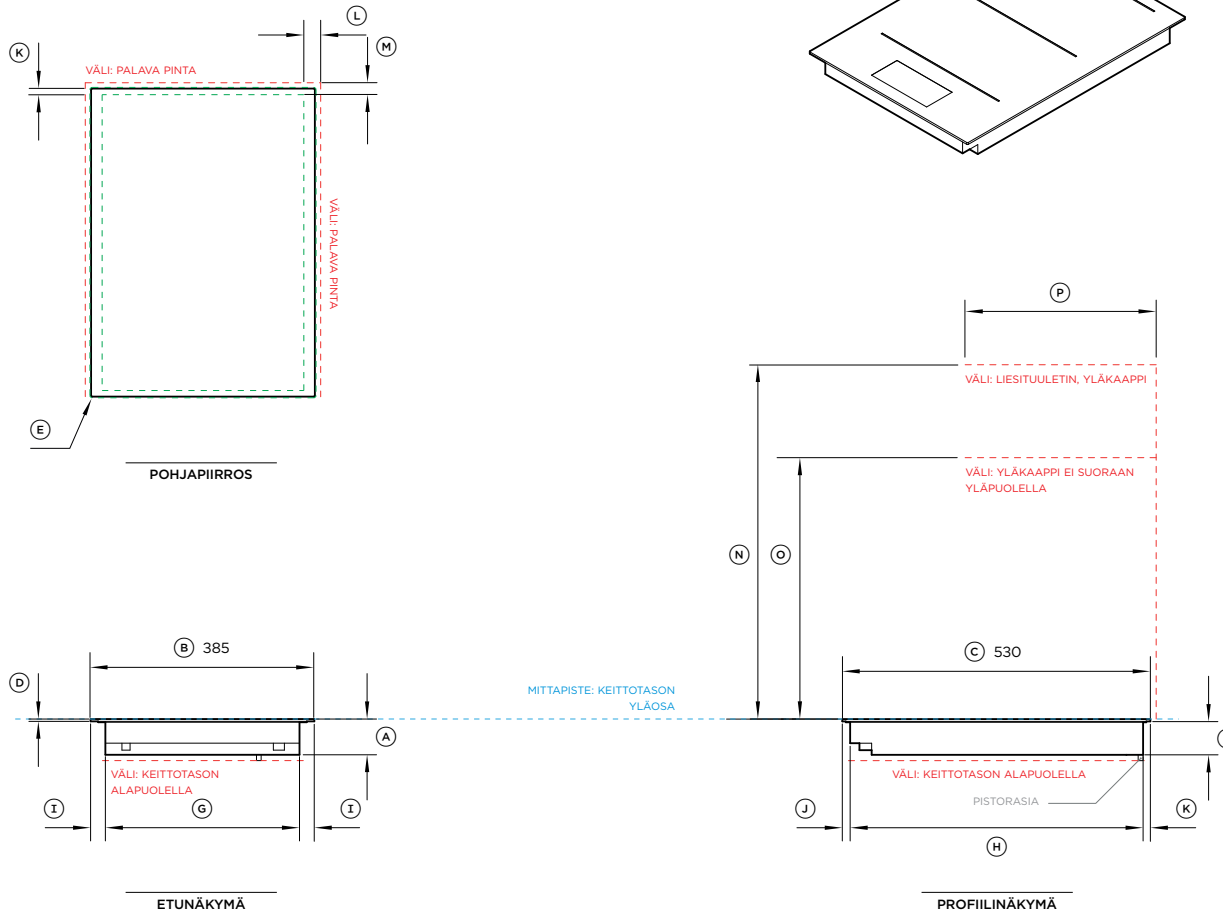 L
K
M
VÄLI: PALAVA PINTA
VÄLI: PALAVA PINTA
E
POHJAPIIRROS
P
VÄLI: LIESITUULETIN, YLÄKAAPPI
VÄLI: YLÄKAAPPI EI SUORAAN
YLÄPUOLELLA
N
O
B 385
C 530
D
MITTAPISTE: KEITTOTASON
YLÄOSA
A
VÄLI: KEITTOTASON
ALAPUOLELLA
VÄLI: KEITTOTASON ALAPUOLELLA
PISTORASIA
I
G
I
J
K
H
ETUNÄKYMÄ
PROFIILINÄKYMÄ